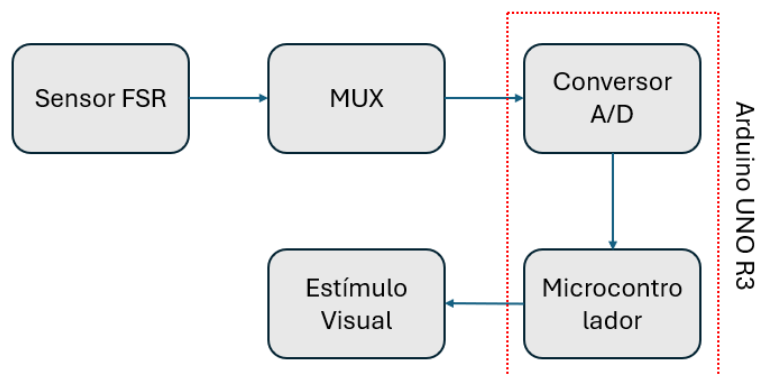 Sensor FSR
MUX
Conversor
A/D
Arduino UNO R3
Estímulo
Visual
Microcontro
lador